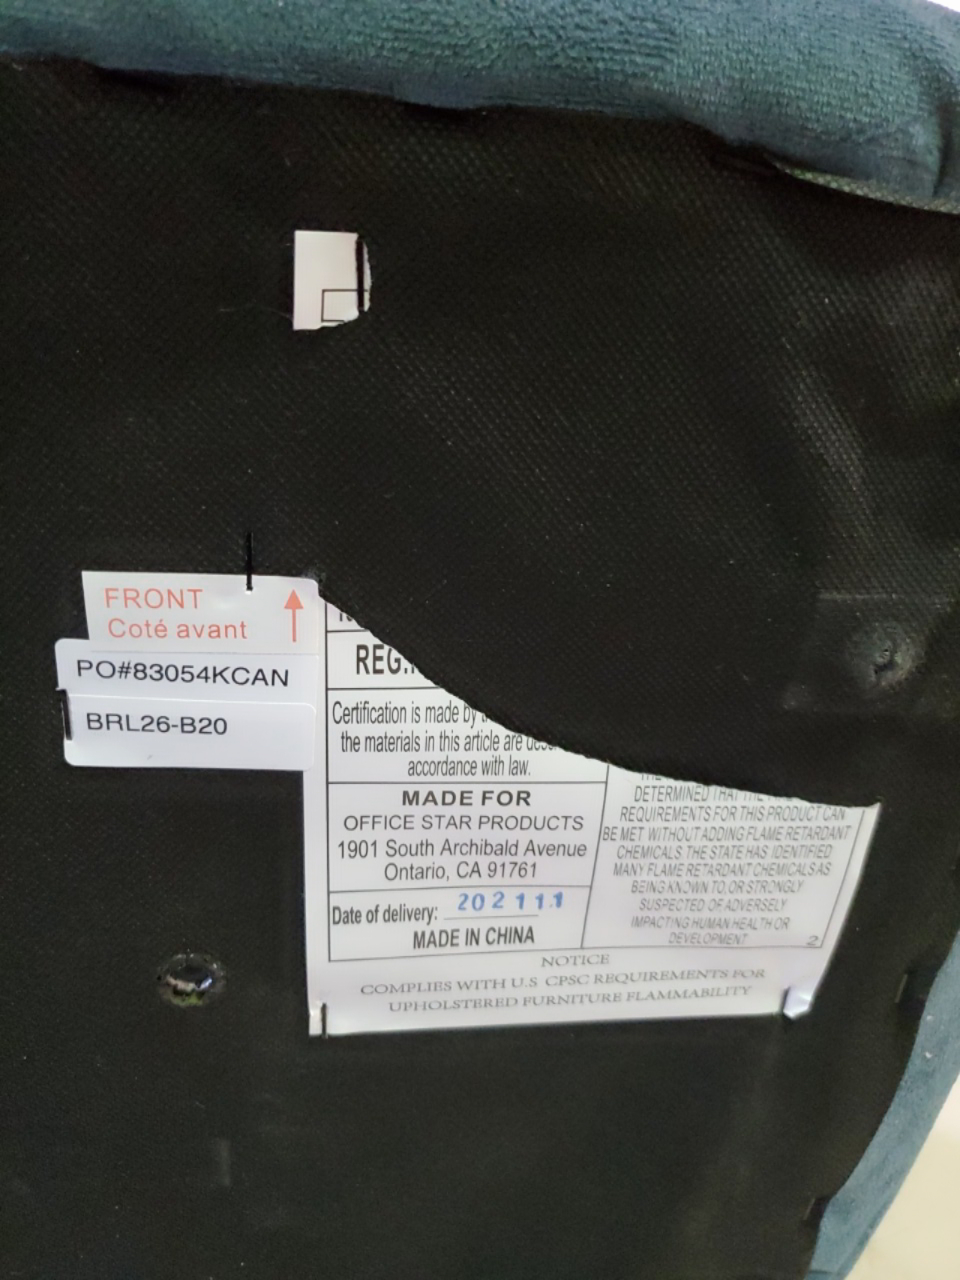 FRONT
Coté avant
PO#83054KCAN
BRL26-B20
REG.
Certification is made by
the materials in this article are
accordance with law.
MADE FOR
OFFICE STAR PRODUCTS
1901 South Archibald Avenue
Ontario, CA 91761
Date of delivery: 202111
MADE IN CHINA
DETERMINED THAT THE
REQUIREMENTS FOR THIS PRODUCT CAN
BE MET WITHOUT ADDING FLAME RETARDANT
CHEMICALS. THE STATE HAS IDENTIFIED
MANY FLAME RETARDANT CHEMICALS AS
BEING KNOWN TO, OR STRONGLY
SUSPECTED OF ADVERSELY
IMPACTING HUMAN HEALTH OR
DEVELOPMENT
2
NOTICE
COMPLIES WITH U.S CPSC REQUIREMENTS FOR
UPHOLSTERED FURNITURE FLAMMABILITY